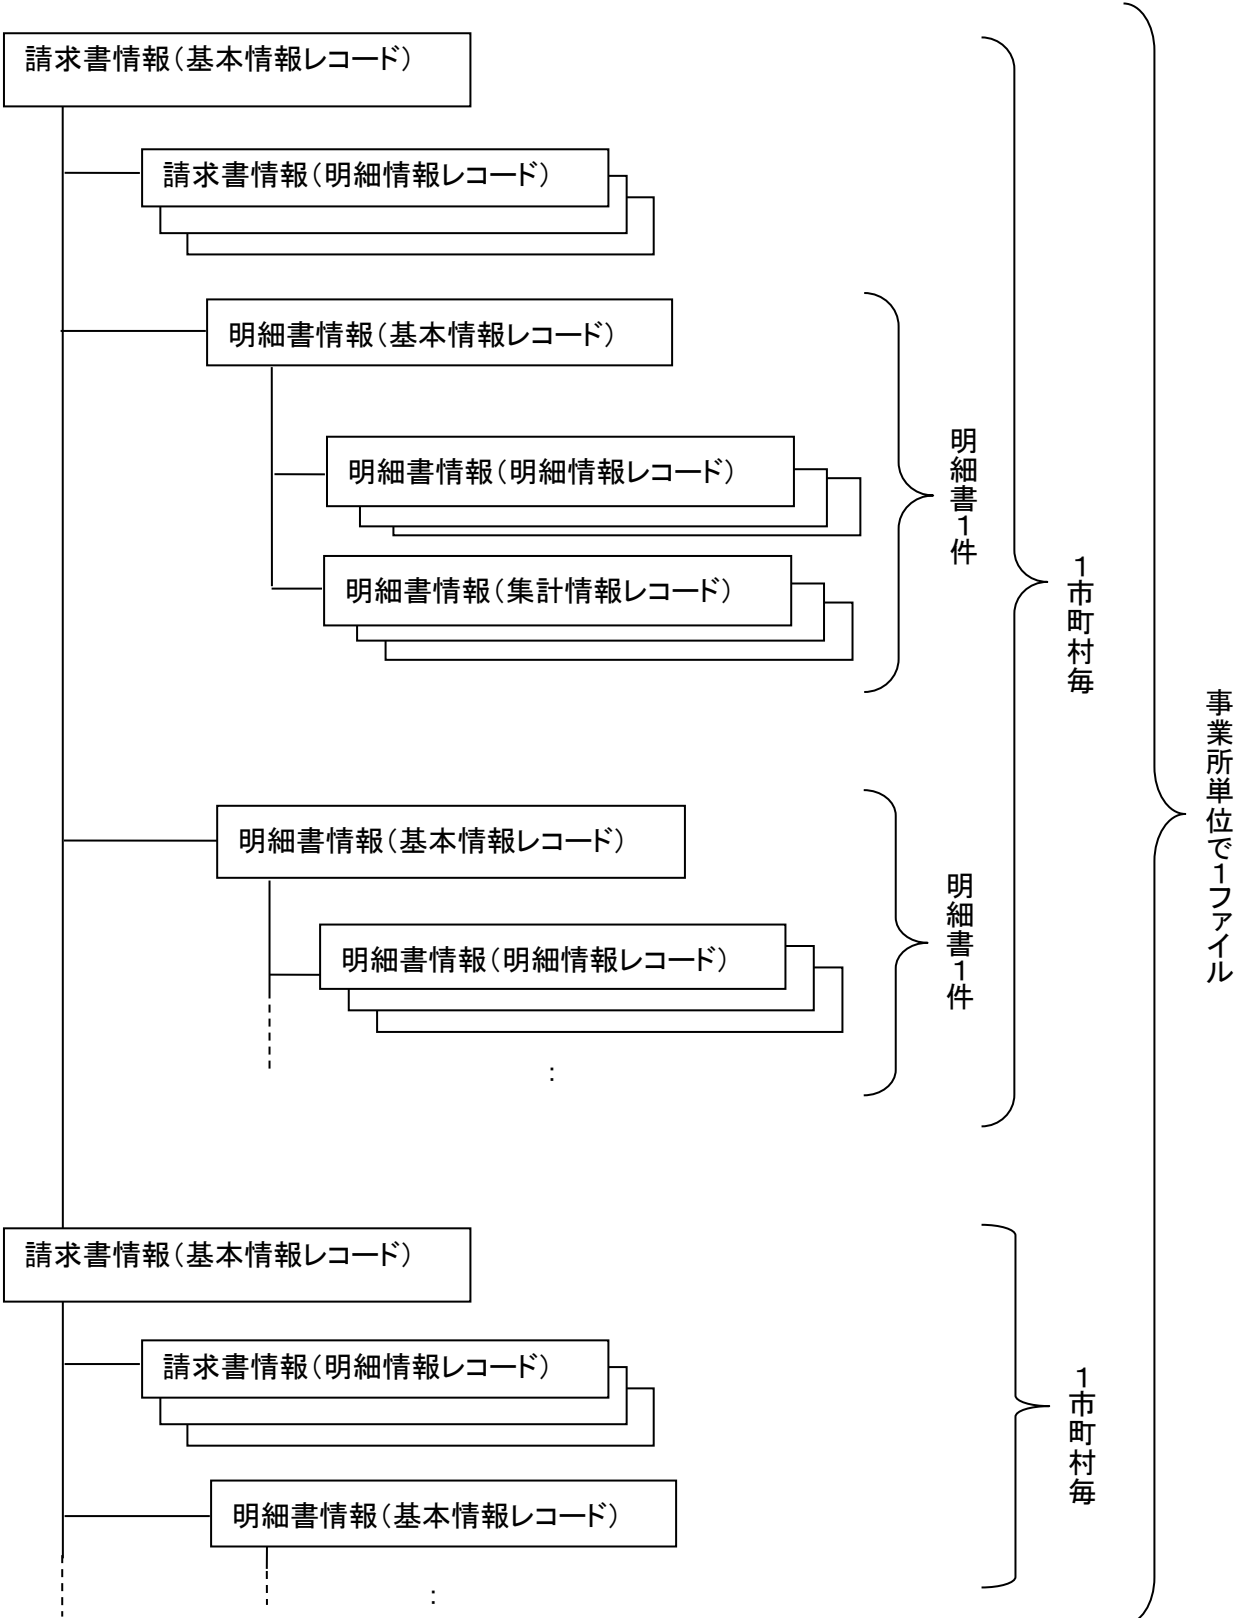 請求書情報(基本情報レコード)
請求書情報(明細情報レコード)
明細書情報(基本情報レコード)
明細書情報(明細情報レコード)
明細書情報(集計情報レコード)
明細書1件
1市町村毎
事業所単位で1ファイル
明細書情報(基本情報レコード)
明細書情報(明細情報レコード)
:
明細書1件
請求書情報(基本情報レコード)
請求書情報(明細情報レコード)
明細書情報(基本情報レコード)
:
1市町村毎